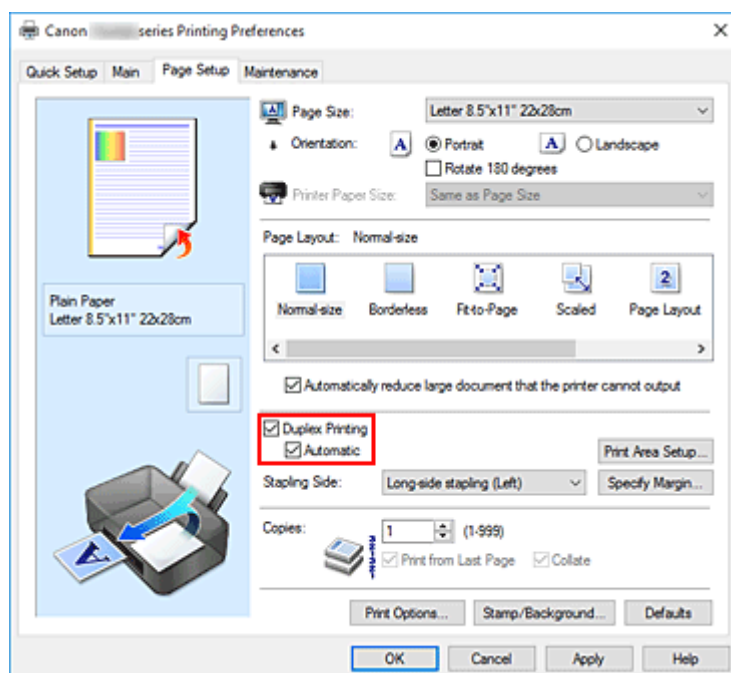 Canon series Printing Preferences
Quick Setup Main Page Setup Maintenance
Page Size: Letter 8.5"x11" 22x28cm
Orientation: A Portrait A Landscape
Rotate 180 degrees
Printer Paper Size: Same as Page Size
Page Layout: Normal-size
2
Normal-size Borderless Fit-to-Page Scaled Page Layout
Plain Paper
Letter 8.5"x11" 22x28cm
Automatically reduce large document that the printer cannot output
Duplex Printing
Automatic
Print Area Setup...
Stapling Side: Long-side stapling (Left) Specify Margin...
Copies: 1 (1-999)
Print from Last Page Collate
A
Print Options... Stamp/Background... Defaults
OK Cancel Apply Help